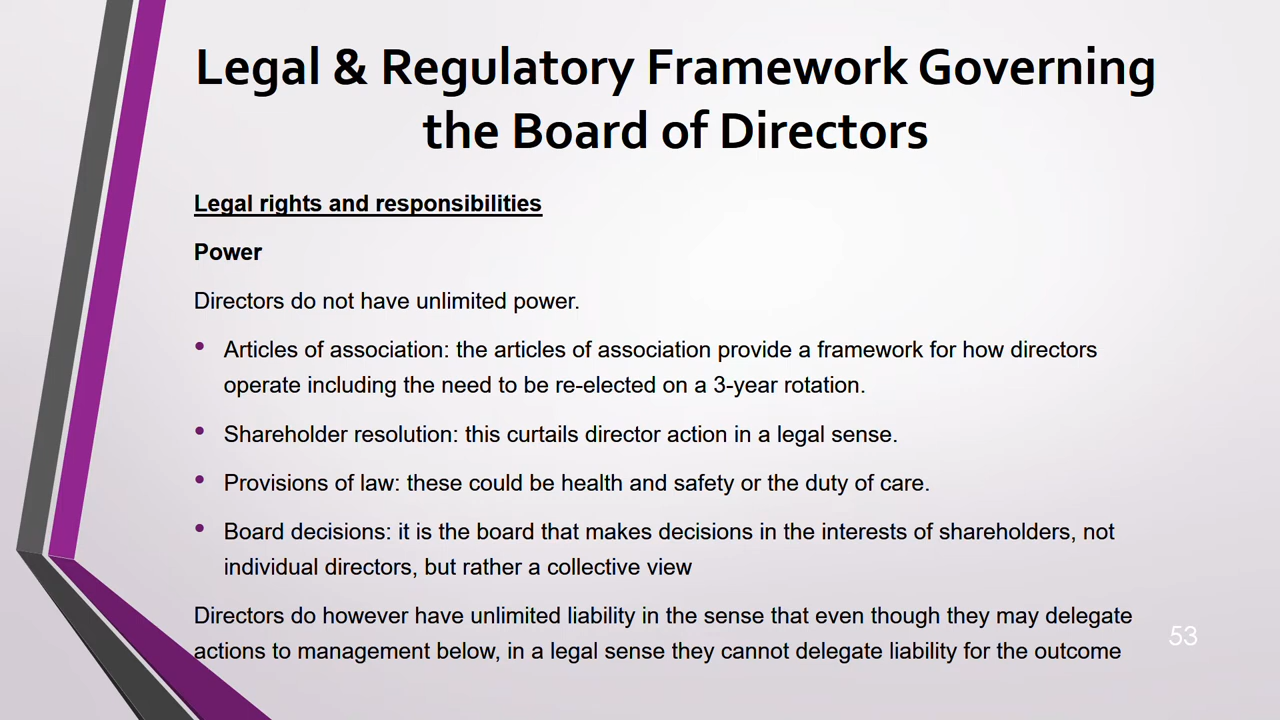 Legal & Regulatory Framework Governing
the Board of Directors
Legal rights and responsibilities
Power
Directors do not have unlimited power.
• Articles of association: the articles of association provide a framework for how directors
operate including the need to be re-elected on a 3-year rotation.
• Shareholder resolution: this curtails director action in a legal sense.
• Provisions of law: these could be health and safety or the duty of care.
• Board decisions: it is the board that makes decisions in the interests of shareholders, not
individual directors, but rather a collective view
Directors do however have unlimited liability in the sense that even though they may delegate
actions to management below, in a legal sense they cannot delegate liability for the outcome
53